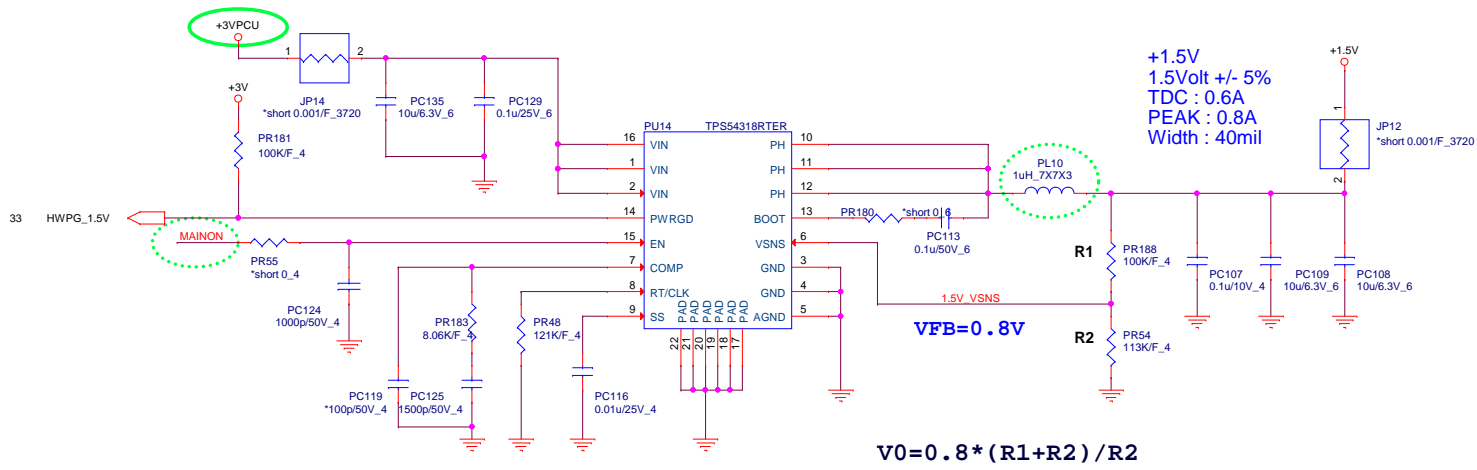 +3VPCU
1 2
JP14
*short 0.001/F_3720
+3V
PR181
100K/F_4
PC135
10u/6.3V_6
PC129
0.1u/25V_6
+1.5V
1.5Volt +/- 5%
TDC : 0.6A
PEAK : 0.8A
Width : 40mil
+1.5V
1
JP12
*short 0.001/F_3720
2
PU14 TPS54318RTER
16 VIN PH 10
1 VIN PH 11
2 VIN PH 12
14 PWRGD BOOT 13
15 EN VSNS 6
7 COMP GND 3
8 RT/CLK GND 4
9 SS AGND 5
PAD PAD PAD PAD PAD PAD
22 21 20 19 18 17
PL10
1uH_7X7X3
PR180 *short 0_6
PC113
0.1u/50V_6
33 HWPG_1.5V
MAINON
PR55
*short 0_4
PC124
1000p/50V_4
PR183
8.06K/F_4
PR48
121K/F_4
PC119
*100p/50V_4
PC125
1500p/50V_4
PC116
0.01u/25V_4
R1
PR188
100K/F_4
PC107
0.1u/10V_4
PC109
10u/6.3V_6
PC108
10u/6.3V_6
1.5V_VSNS
VFB=0.8V
R2
PR54
113K/F_4
V0=0.8*(R1+R2)/R2